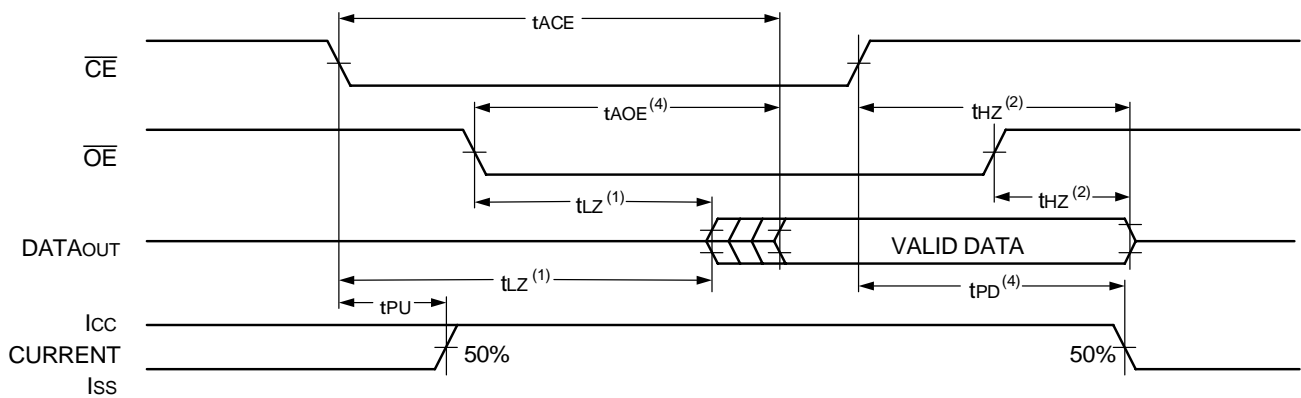 tACE
CE
tAOE(4)
tHZ(2)
OE
tLZ(1)
tHZ(2)
DATAOUT
VALID DATA
tLZ(1)
tPD(4)
tPU
ICC
CURRENT
50%
50%
ISS